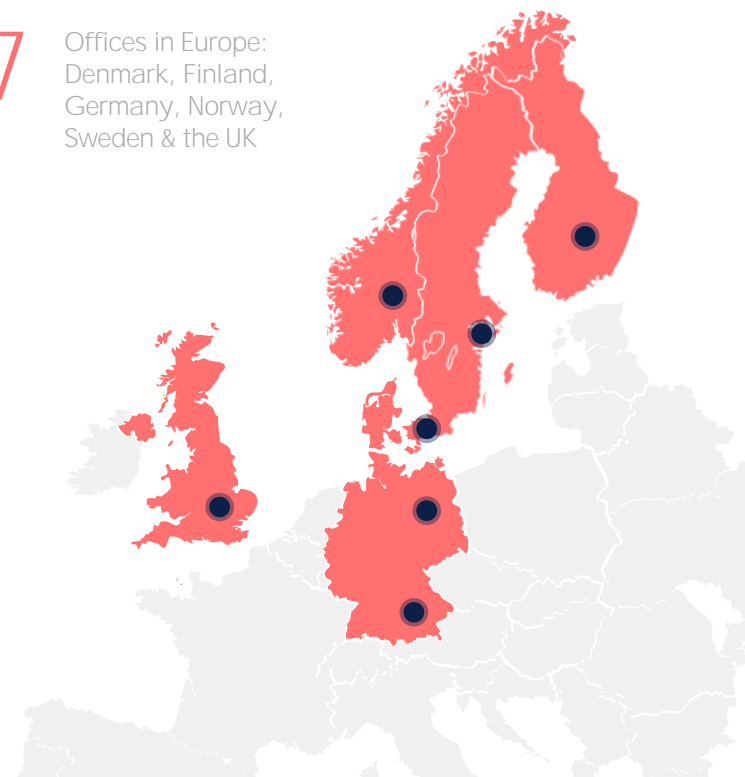 7
Offices in Europe:
Denmark, Finland,
Germany, Norway,
Sweden & the UK